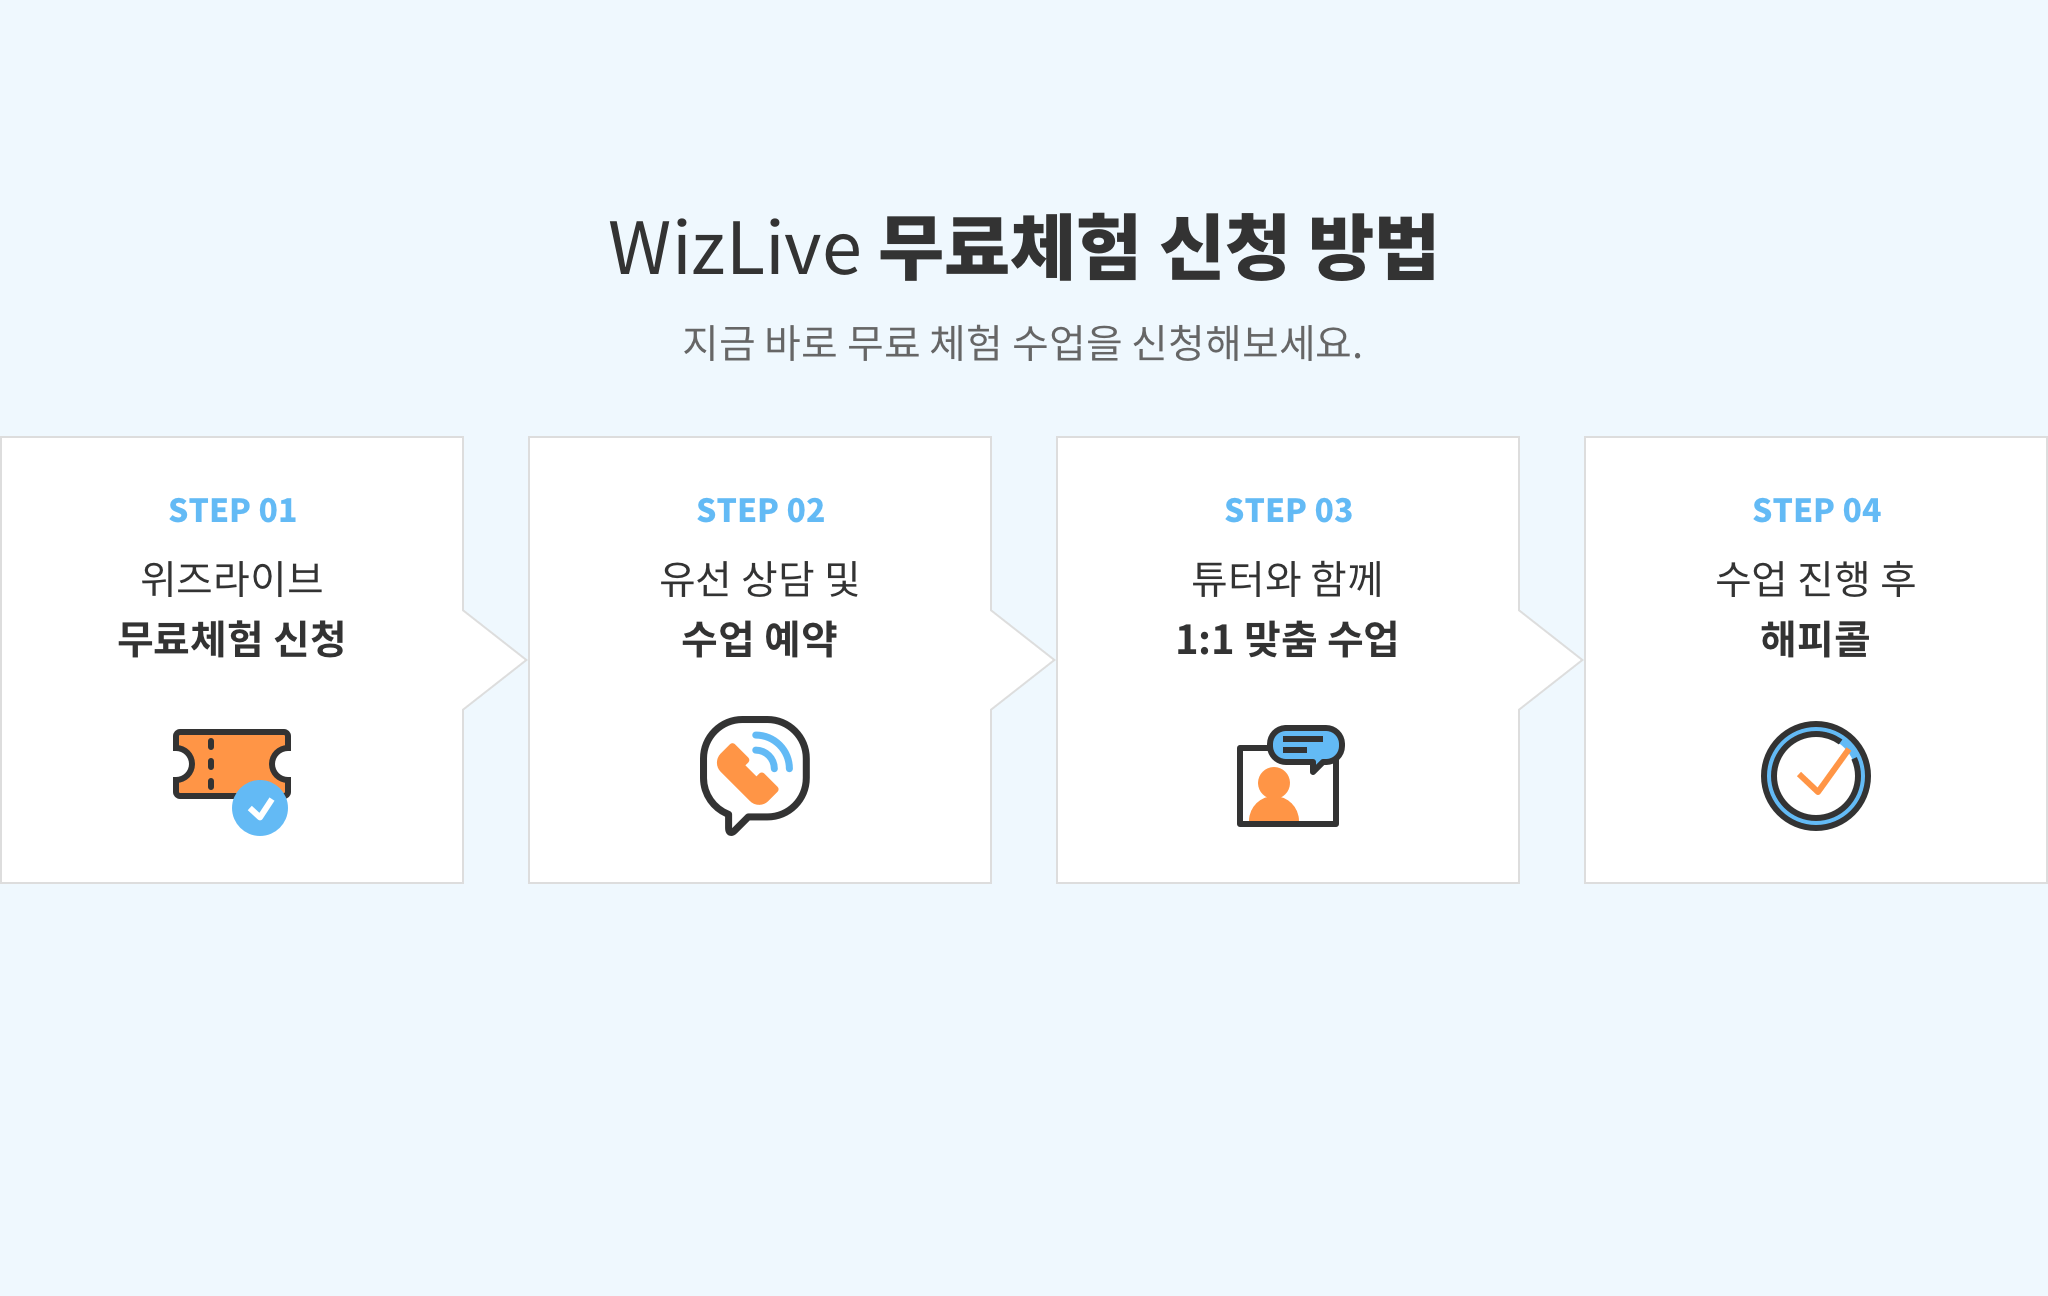 WizLive 무료체험 신청 방법
지금 바로 무료 체험 수업을 신청해보세요.
STEP 01
위즈라이브
무료체험 신청
STEP 02
유선 상담 및
수업 예약
STEP 03
튜터와 함께
1:1 맞춤 수업
STEP 04
수업 진행 후
해피콜